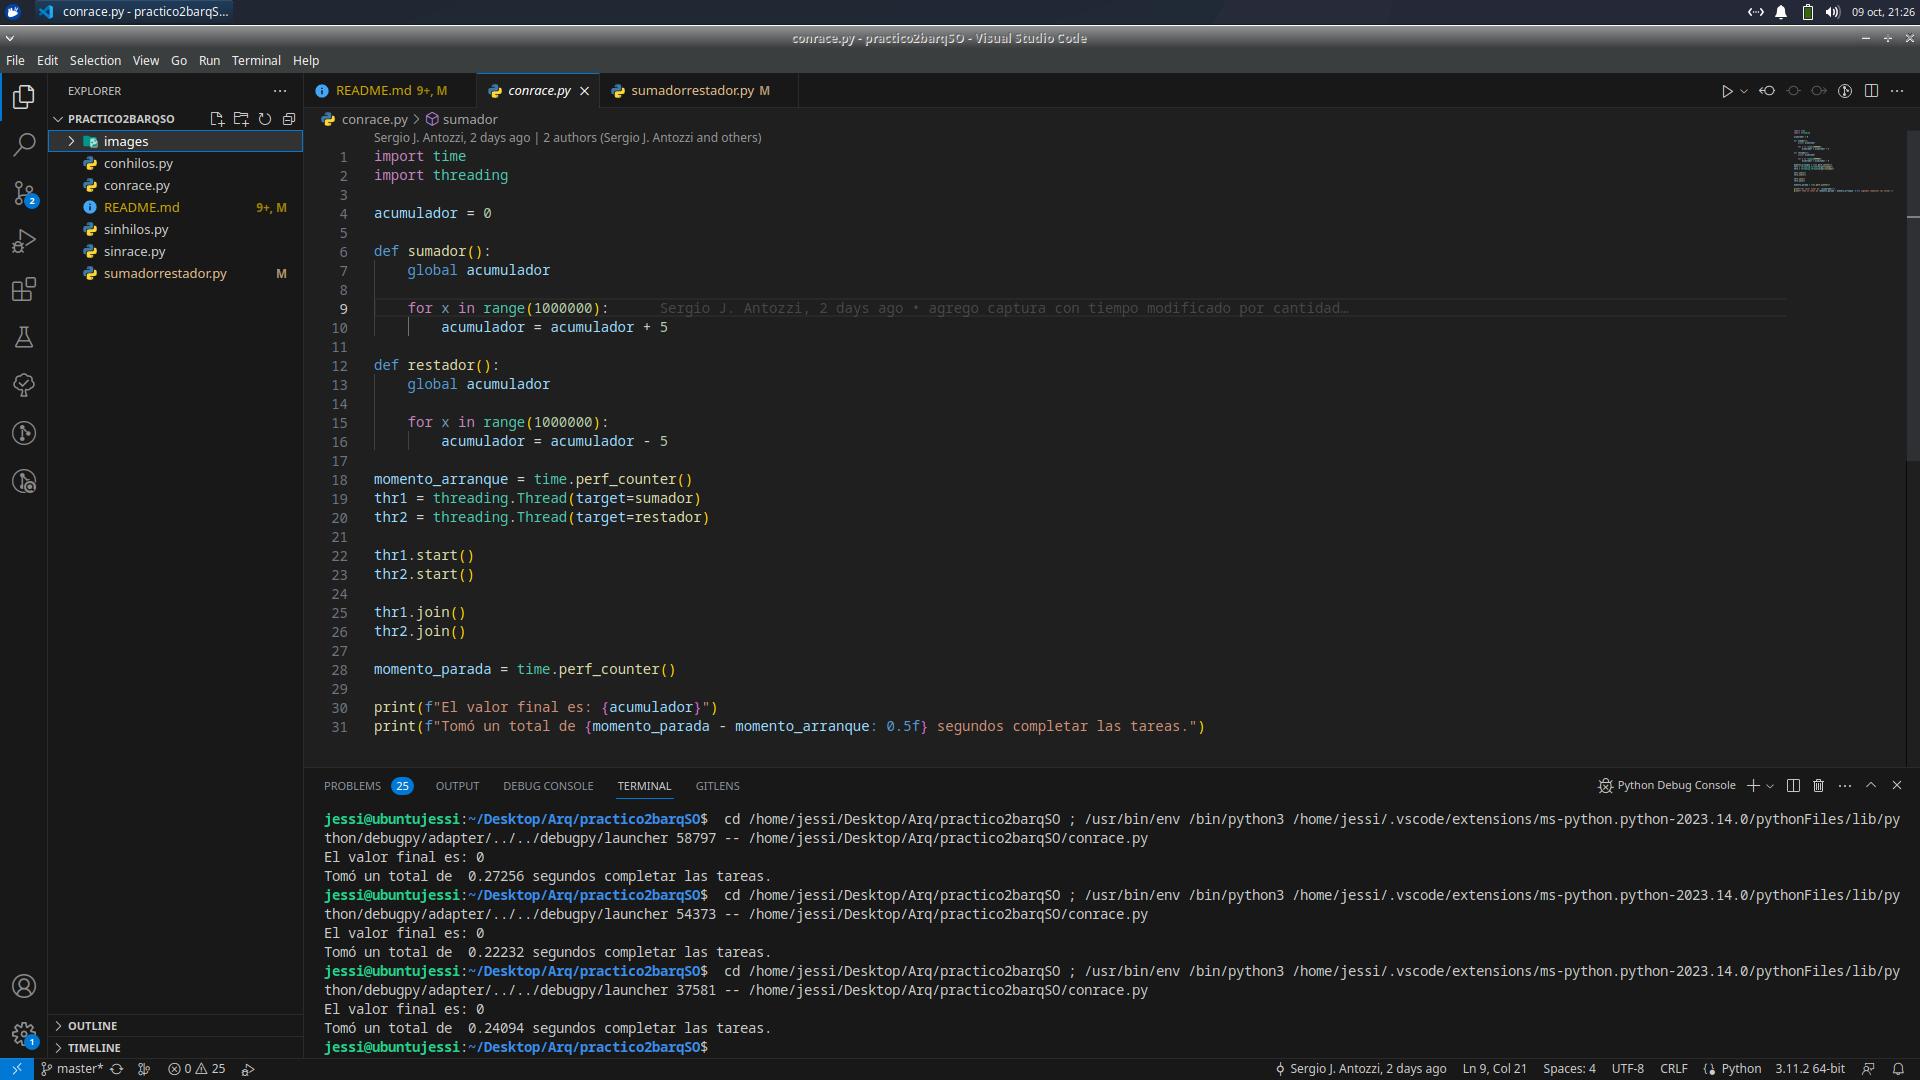 conrace.py - practico2barqS...
09 oct, 21:26
conrace.py - practico2barqSO - Visual Studio Code
File Edit Selection View Go Run Terminal Help
EXPLORER
README.md 9+, M
conrace.py
sumadorrestador.py M
PRACTICO2BARQSO
images
conhilos.py
conrace.py
README.md 9+, M
sinhilos.py
sinrace.py
sumadorrestador.py M
2
conrace.py > sumador
Sergio J. Antozzi, 2 days ago | 2 authors (Sergio J. Antozzi and others)
1 import time
2 import threading
3
4 acumulador = 0
5
6 def sumador():
7 global acumulador
8
9 for x in range(1000000): Sergio J. Antozzi, 2 days ago • agrego captura con tiempo modificado por cantidad…
10 acumulador = acumulador + 5
11
12 def restador():
13 global acumulador
14
15 for x in range(1000000):
16 acumulador = acumulador - 5
17
18 momento_arranque = time.perf_counter()
19 thr1 = threading.Thread(target=sumador)
20 thr2 = threading.Thread(target=restador)
21
22 thr1.start()
23 thr2.start()
24
25 thr1.join()
26 thr2.join()
27
28 momento_parada = time.perf_counter()
29
30 print(f"El valor final es: {acumulador}")
31 print(f"Tomó un total de {momento_parada - momento_arranque: 0.5f} segundos completar las tareas.")
PROBLEMS 25 OUTPUT DEBUG CONSOLE TERMINAL GITLENS
Python Debug Console
jessi@ubuntujessi:~/Desktop/Arq/practico2barqSO$ cd /home/jessi/Desktop/Arq/practico2barqSO ; /usr/bin/env /bin/python3 /home/jessi/.vscode/extensions/ms-python.python-2023.14.0/pythonFiles/lib/py
thon/debugpy/adapter/../../debugpy/launcher 58797 -- /home/jessi/Desktop/Arq/practico2barqSO/conrace.py
El valor final es: 0
Tomó un total de  0.27256 segundos completar las tareas.
jessi@ubuntujessi:~/Desktop/Arq/practico2barqSO$ cd /home/jessi/Desktop/Arq/practico2barqSO ; /usr/bin/env /bin/python3 /home/jessi/.vscode/extensions/ms-python.python-2023.14.0/pythonFiles/lib/py
thon/debugpy/adapter/../../debugpy/launcher 54373 -- /home/jessi/Desktop/Arq/practico2barqSO/conrace.py
El valor final es: 0
Tomó un total de  0.22232 segundos completar las tareas.
jessi@ubuntujessi:~/Desktop/Arq/practico2barqSO$ cd /home/jessi/Desktop/Arq/practico2barqSO ; /usr/bin/env /bin/python3 /home/jessi/.vscode/extensions/ms-python.python-2023.14.0/pythonFiles/lib/py
thon/debugpy/adapter/../../debugpy/launcher 37581 -- /home/jessi/Desktop/Arq/practico2barqSO/conrace.py
El valor final es: 0
Tomó un total de  0.24094 segundos completar las tareas.
jessi@ubuntujessi:~/Desktop/Arq/practico2barqSO$
OUTLINE
TIMELINE
1
master* 0 25
Sergio J. Antozzi, 2 days ago Ln 9, Col 21 Spaces: 4 UTF-8 CRLF Python 3.11.2 64-bit